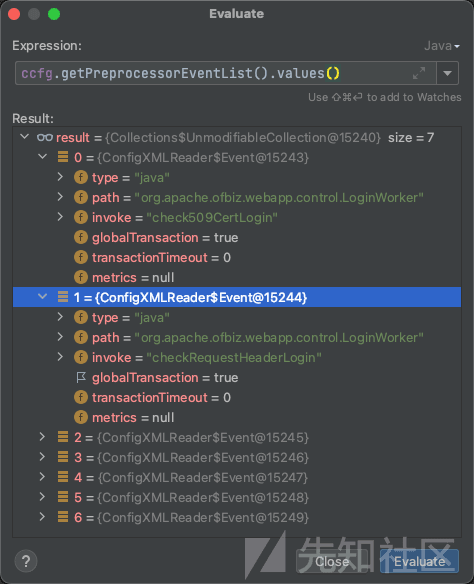 Evaluate
Expression:
Java
ccfg.getPreprocessorEventList().values()
Use ⇧⌘⏎ to add to Watches
Result:
result = {Collections$UnmodifiableCollection@15240} size = 7
0 = {ConfigXMLReader$Event@15243}
f type = "java"
f path = "org.apache.ofbiz.webapp.control.LoginWorker"
f invoke = "check509CertLogin"
f globalTransaction = true
f transactionTimeout = 0
f metrics = null
1 = {ConfigXMLReader$Event@15244}
f type = "java"
f path = "org.apache.ofbiz.webapp.control.LoginWorker"
f invoke = "checkRequestHeaderLogin"
globalTransaction = true
f transactionTimeout = 0
f metrics = null
2 = {ConfigXMLReader$Event@15245}
3 = {ConfigXMLReader$Event@15246}
4 = {ConfigXMLReader$Event@15247}
5 = {ConfigXMLReader$Event@15248}
6 = {ConfigXMLReader$Event@15249}
先知社区
? Close Evaluate